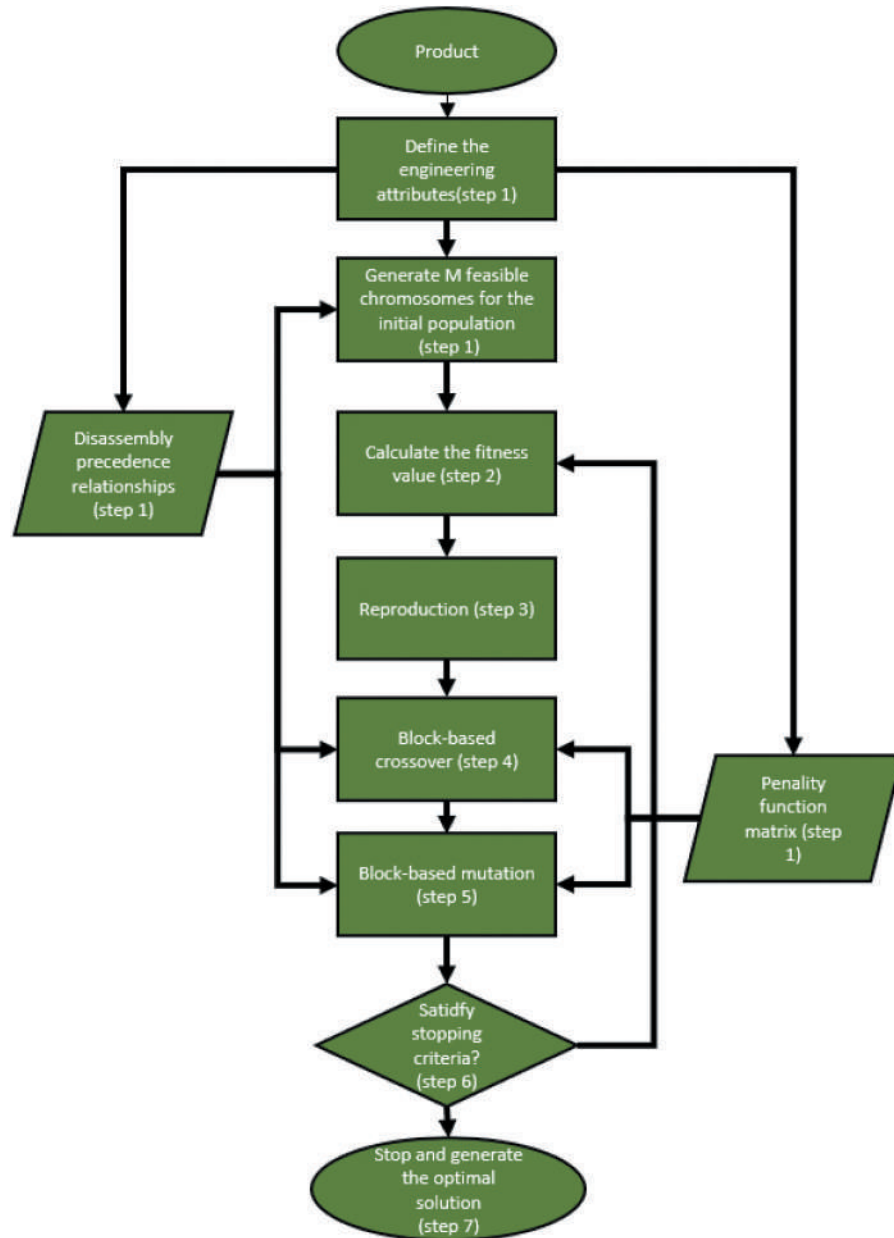 Product
Define the
engineering
attributes(step 1)
Generate M feasible
chromosomes for the
initial population
(step 1)
Disassembly
precedence
relationships
(step 1)
Calculate the fitness
value (step 2)
Reproduction (step 3)
Block-based
crossover (step 4)
Penality
function
matrix (step
1)
Block-based mutation
(step 5)
Satidfy
stopping
criteria?
(step 6)
Stop and generate
the optimal
solution
(step 7)